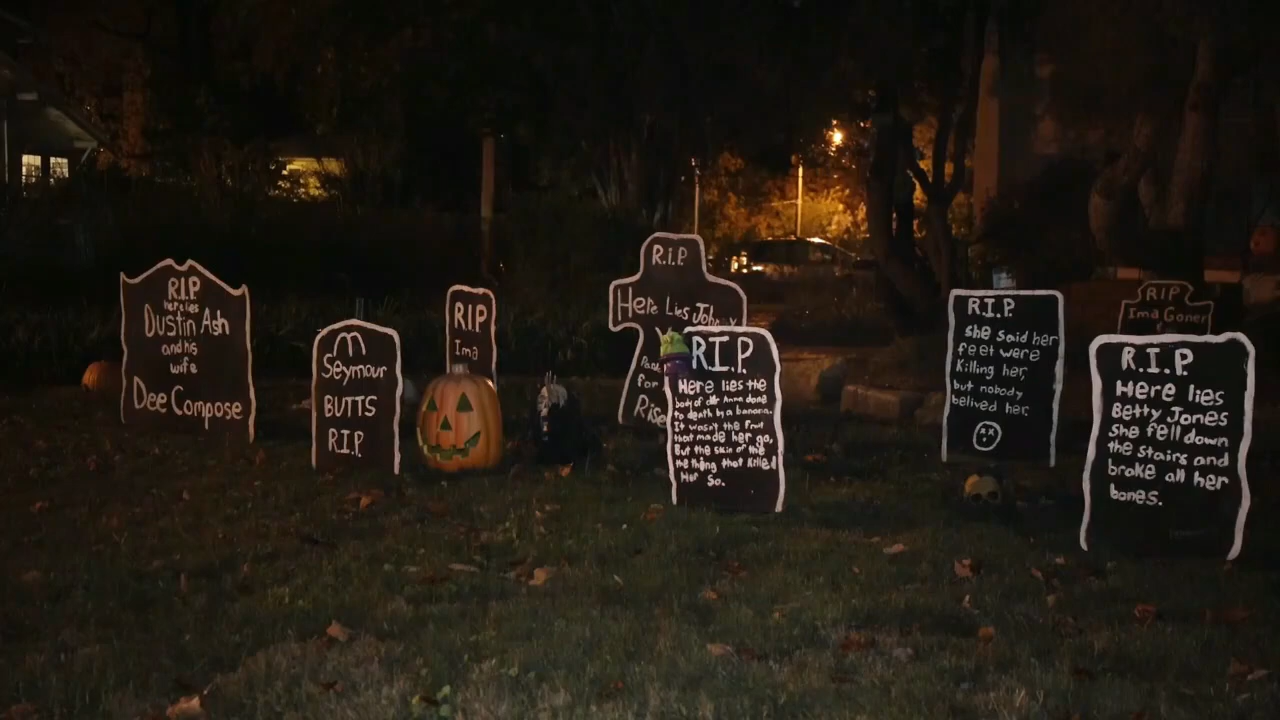 R.I.P
here lies
Dustin Ash
and his
wife
Dee Compose
Seymour
BUTTS
R.I.P.
R.I.P
Ima
R.I.P.
Here Lies
for
Rise
R.I.P.
Here lies the
body of
Anna done
to death by a banana.
It wasn't the fruit
that made her go,
But the skin of the
the thing that killed
Her So.
R.I.P.
She said her
feet were
Killing her,
but nobody
belived her.
R.I.P
Ima Goner
R.I.P.
Here lies
Betty Jones
She fell down
the stairs and
broke all her
bones.